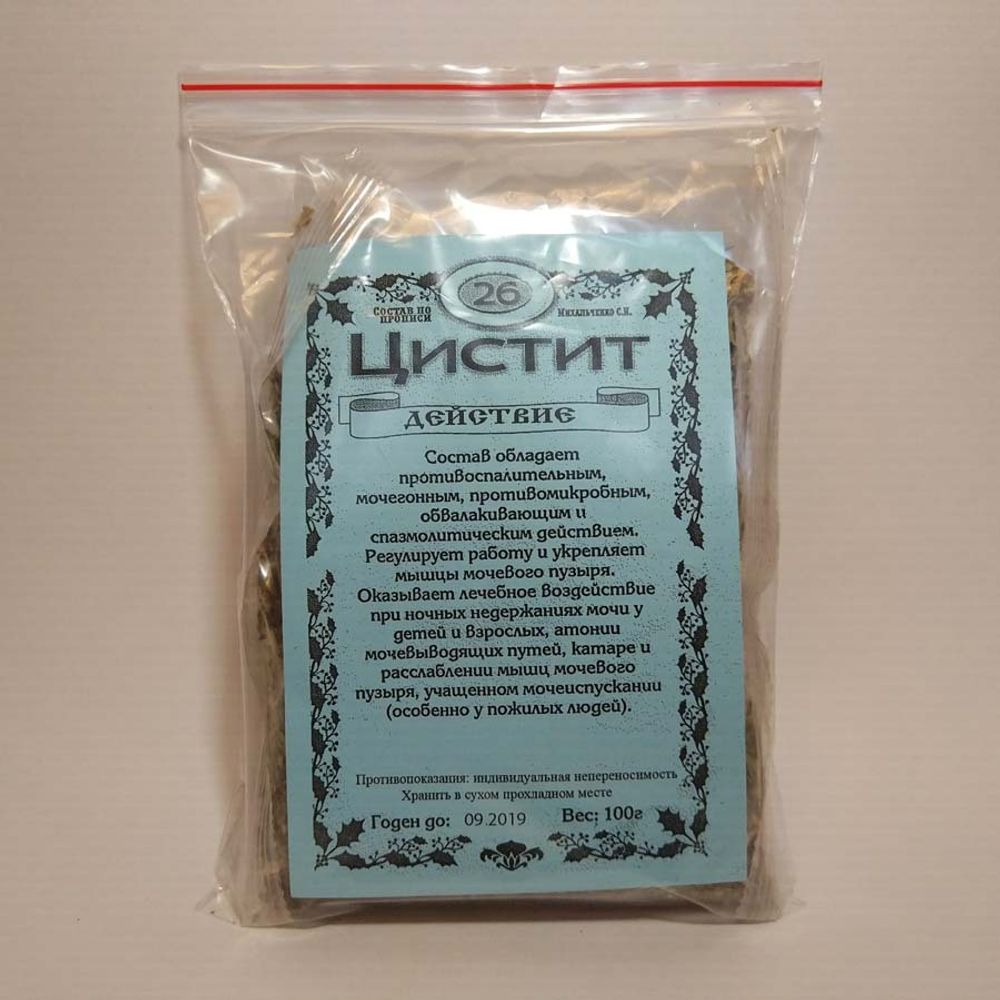 26
Состав по прописи
Михальченко С.И.
Цистит
Действие
Состав обладает
противоспалительным,
мочегонным, противомикробным,
обвалакивающим и
спазмолитическим действием.
Регулирует работу и укрепляет
мышцы мочевого пузыря.
Оказывает лечебное воздействие
при ночных недержаниях мочи у
детей и взрослых, атонии
мочевыводящих путей, катаре и
расслаблении мышц мочевого
пузыря, учащенном мочеиспускании
(особенно у пожилых людей).
Противопоказания: индивидуальная непереносимость
Хранить в сухом прохладном месте
Годен до: 09.2019 Вес: 100г